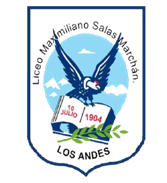 Liceo Maximiliano Salas Marchán.
10
JULIO
1904
LOS ANDES